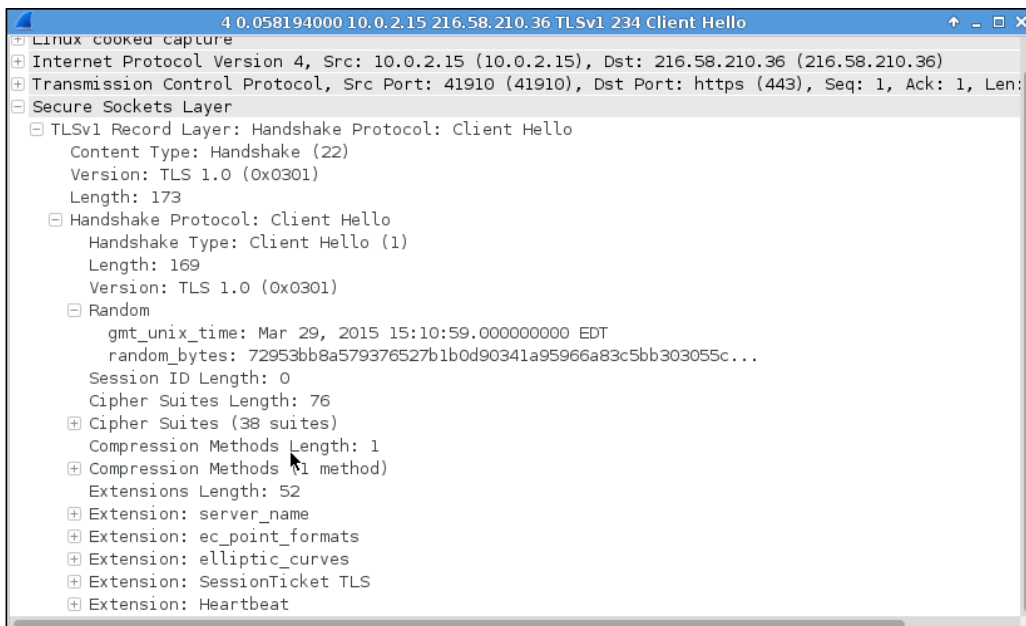 4 0.058194000 10.0.2.15 216.58.210.36 TLSv1 234 Client Hello
Linux cooked capture
Internet Protocol Version 4, Src: 10.0.2.15 (10.0.2.15), Dst: 216.58.210.36 (216.58.210.36)
Transmission Control Protocol, Src Port: 41910 (41910), Dst Port: https (443), Seq: 1, Ack: 1, Len:
Secure Sockets Layer
TLSv1 Record Layer: Handshake Protocol: Client Hello
Content Type: Handshake (22)
Version: TLS 1.0 (0x0301)
Length: 173
Handshake Protocol: Client Hello
Handshake Type: Client Hello (1)
Length: 169
Version: TLS 1.0 (0x0301)
Random
gmt_unix_time: Mar 29, 2015 15:10:59.000000000 EDT
random_bytes: 72953bb8a579376527b1b0d90341a95966a83c5bb303055c...
Session ID Length: 0
Cipher Suites Length: 76
Cipher Suites (38 suites)
Compression Methods Length: 1
Compression Methods (1 method)
Extensions Length: 52
Extension: server_name
Extension: ec_point_formats
Extension: elliptic_curves
Extension: SessionTicket TLS
Extension: Heartbeat